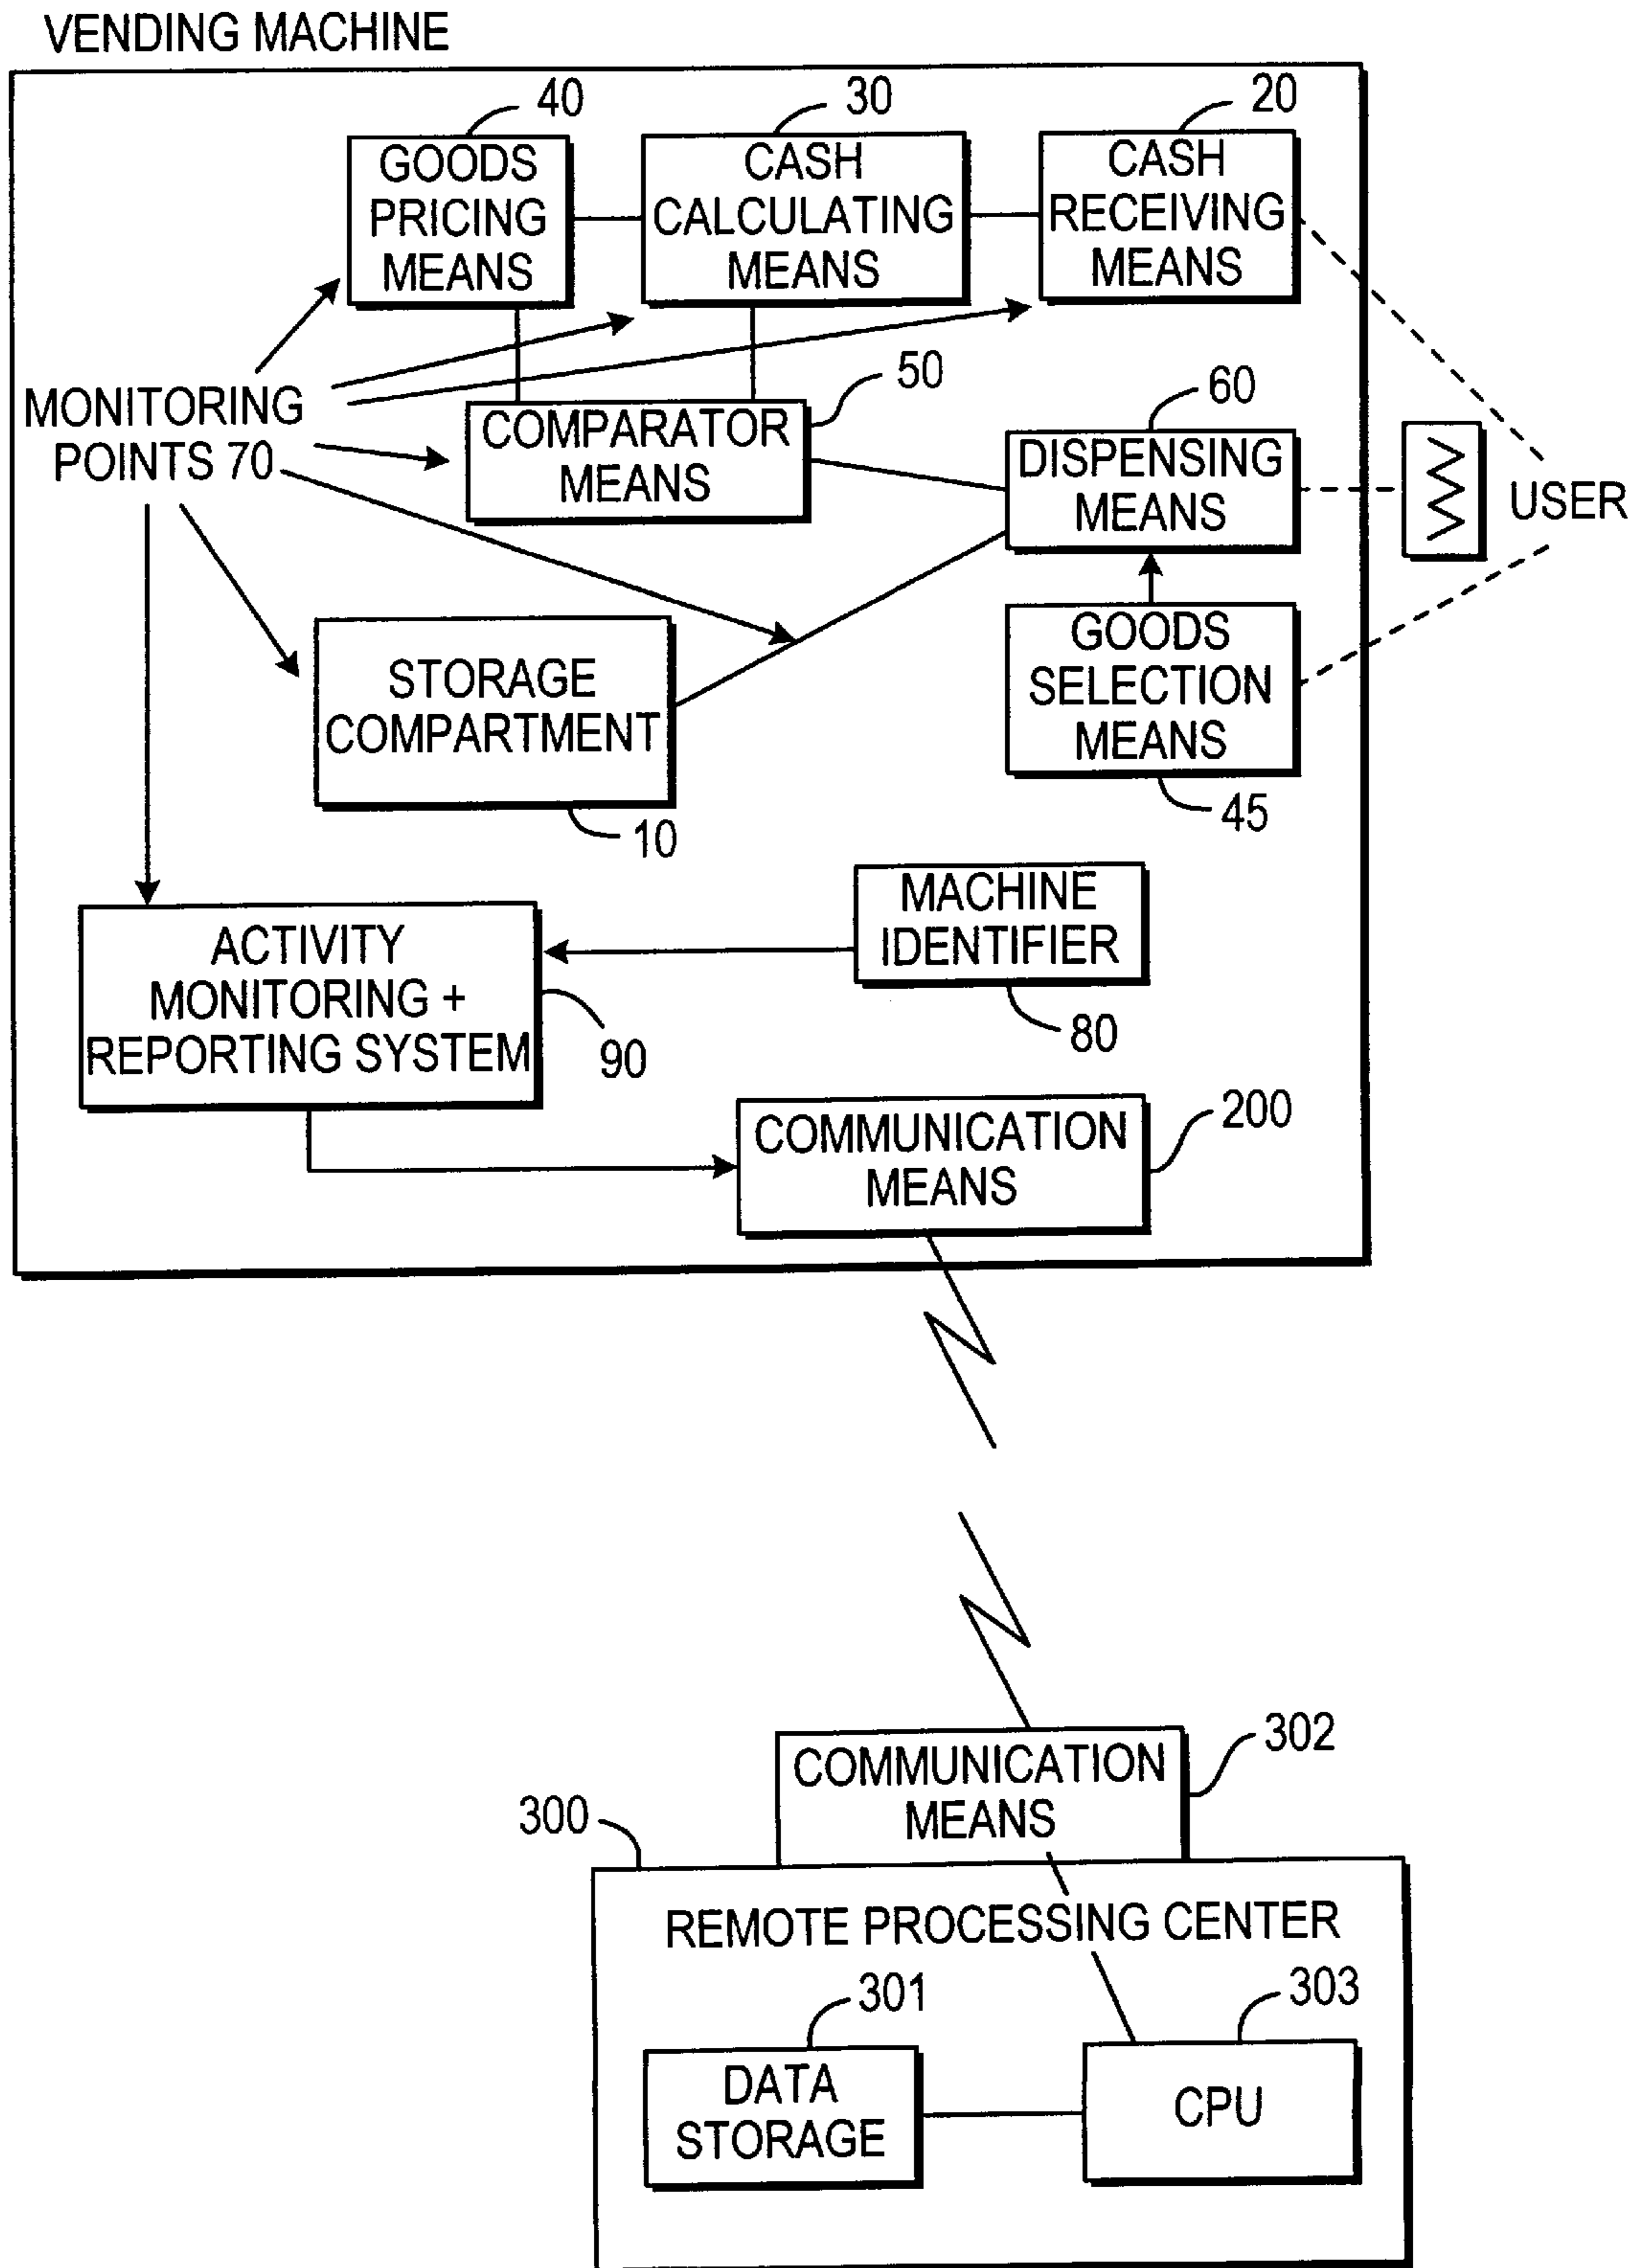 VENDING MACHINE
40
30
20
GOODS
PRICING
MEANS
CASH
CALCULATING
MEANS
CASH
RECEIVING
MEANS
MONITORING
POINTS 70
50
COMPARATOR
MEANS
60
DISPENSING
MEANS
USER
STORAGE
COMPARTMENT
10
GOODS
SELECTION
MEANS
45
MACHINE
IDENTIFIER
80
ACTIVITY
MONITORING +
REPORTING SYSTEM
90
COMMUNICATION
MEANS
200
COMMUNICATION
MEANS
302
300
REMOTE PROCESSING CENTER
301
303
DATA
STORAGE
CPU